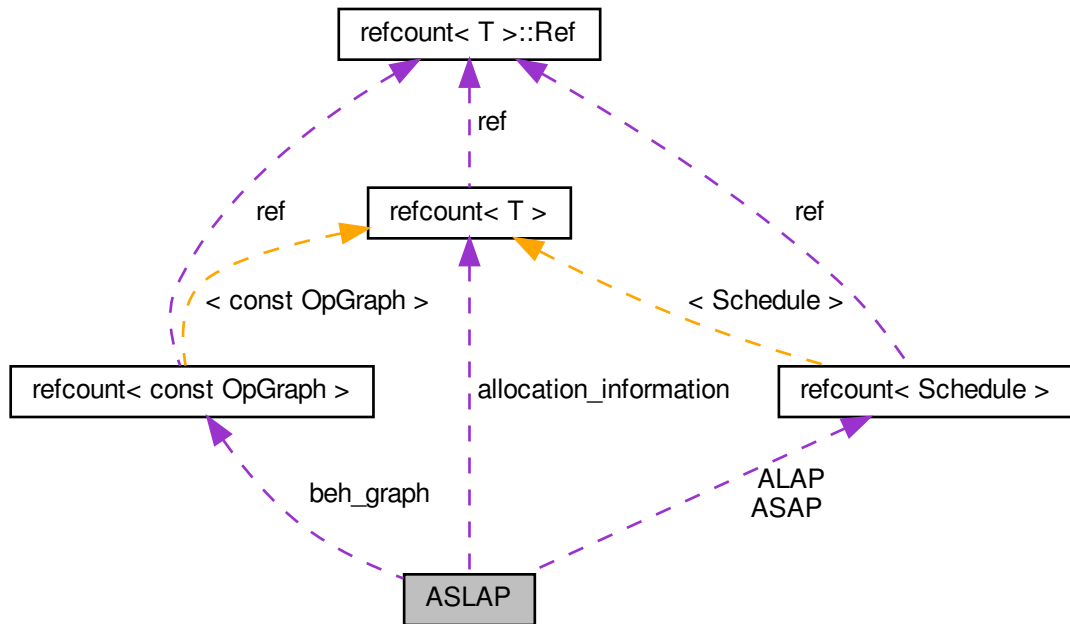 refcount< T >::Ref
ref
refcount< T >
ref
ref
< const OpGraph >
< Schedule >
refcount< const OpGraph >
allocation_information
refcount< Schedule >
beh_graph
ALAP
ASAP
ASLAP